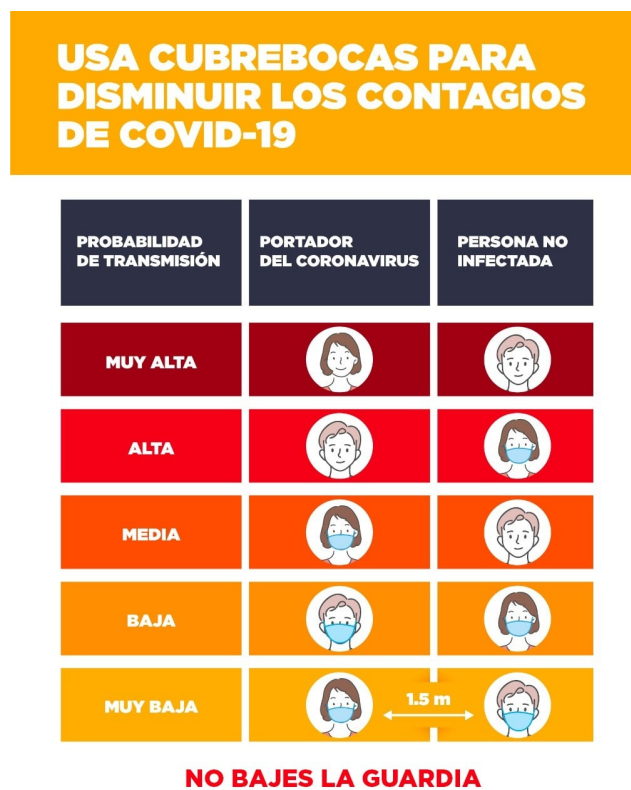 USA CUBREBOCAS PARA
DISMINUIR LOS CONTAGIOS
DE COVID-19
PROBABILIDAD
DE TRANSMISIÓN
PORTADOR
DEL CORONAVIRUS
PERSONA NO
INFECTADA
MUY ALTA
ALTA
MEDIA
BAJA
MUY BAJA
1.5 m
NO BAJES LA GUARDIA